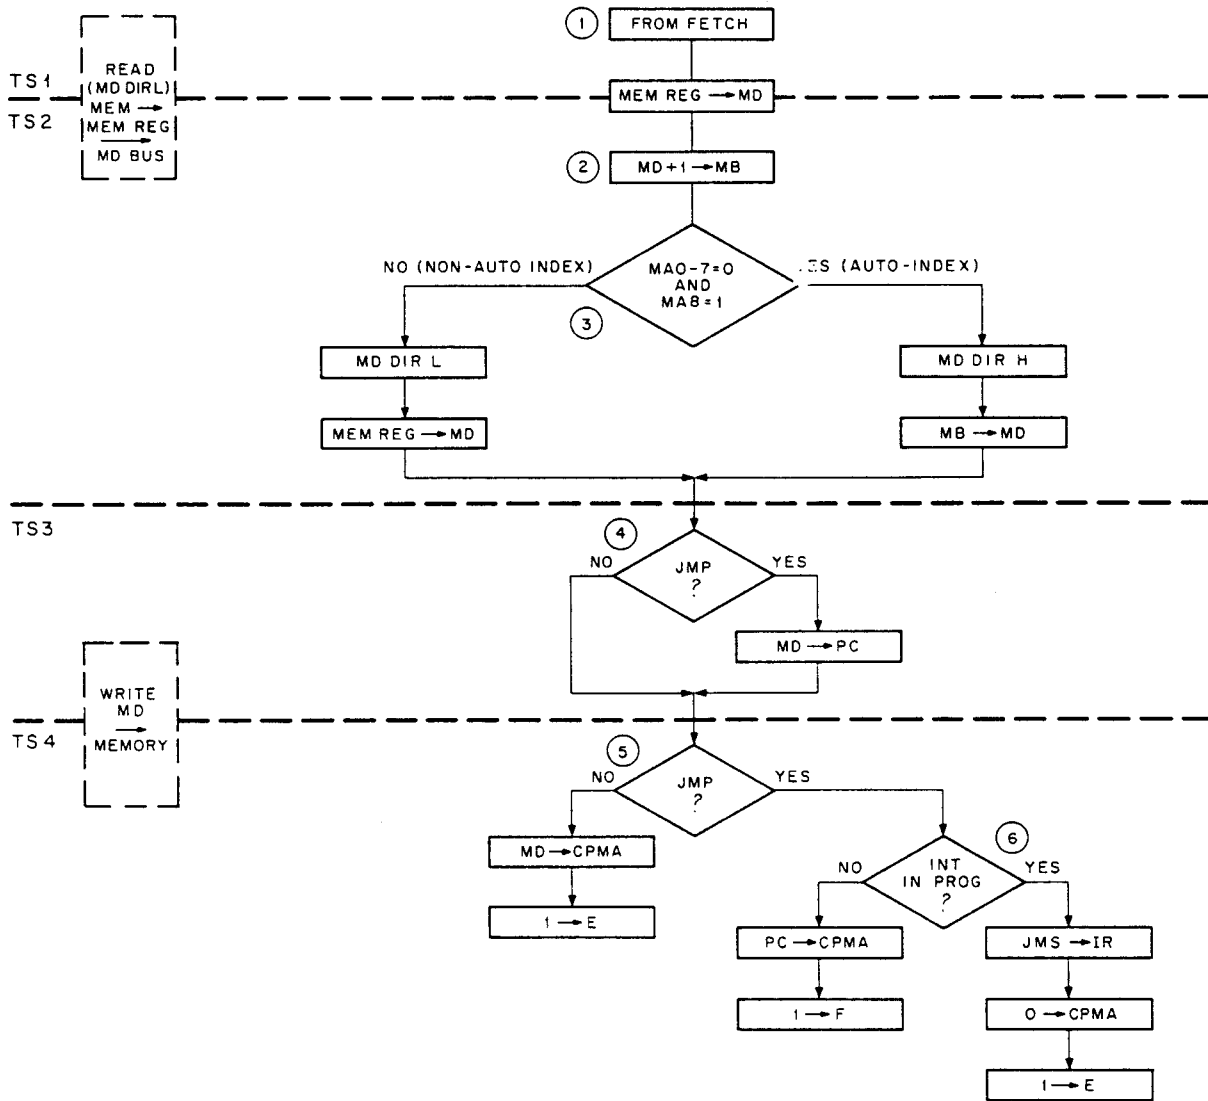 1
FROM FETCH
TS1
READ
(MD DIRL)
MEM →
MEM REG
→
MD BUS
MEM REG → MD
TS2
2
MD+1 → MB
NO (NON-AUTO INDEX)
MA0-7=0
AND
MA8=1
ES (AUTO-INDEX)
3
MD DIR L
MD DIR H
MEM REG → MD
MB → MD
TS3
4
NO
JMP
?
YES
MD → PC
WRITE
MD
→
MEMORY
TS4
5
NO
JMP
?
YES
MD → CPMA
1 → E
6
NO
INT
IN PROG
?
YES
PC → CPMA
JMS → IR
1 → F
0 → CPMA
1 → E